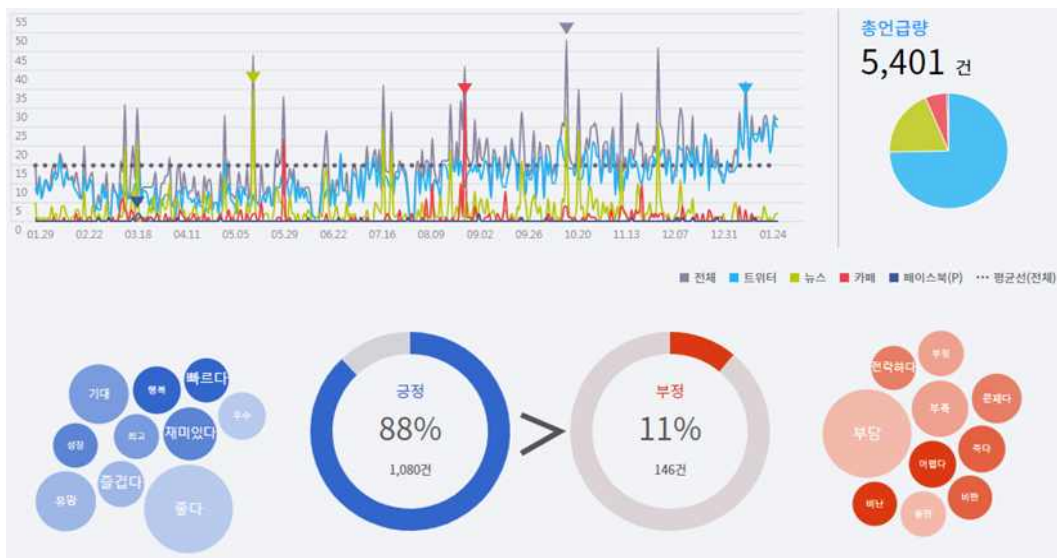 55
50
45
40
35
30
25
20
15
10
5
0
01.29 02.22 03.18 04.11 05.05 05.29 06.22 07.16 08.09 09.02 09.26 10.20 11.13 12.07 12.31 01.24
총언급량
5,401 건
전체 트위터 뉴스 카페 페이스북(P) 평균선(전체)
기대
행복
빠르다
우수
성장
최고
재미있다
유망
즐겁다
좋다
긍정
88%
1,080건
>
부정
11%
146건
전락하다
부정
부담
부족
문제다
어렵다
죽다
비난
비판